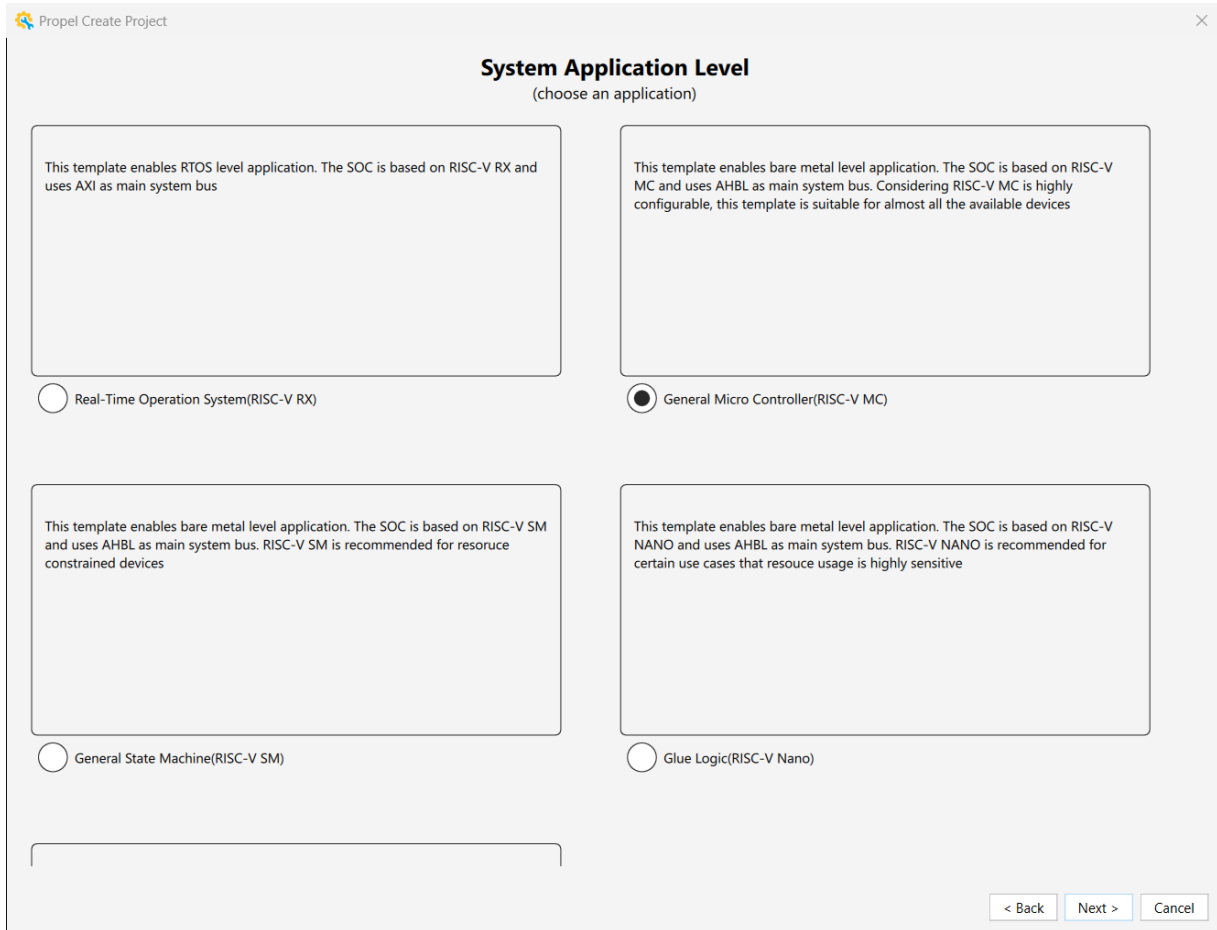 Propel Create Project
System Application Level
(choose an application)
This template enables RTOS level application. The SOC is based on RISC-V RX and
uses AXI as main system bus
This template enables bare metal level application. The SOC is based on RISC-V
MC and uses AHBL as main system bus. Considering RISC-V MC is highly
configurable, this template is suitable for almost all the available devices
Real-Time Operation System(RISC-V RX)
General Micro Controller(RISC-V MC)
This template enables bare metal level application. The SOC is based on RISC-V SM
and uses AHBL as main system bus. RISC-V SM is recommended for resoruce
constrained devices
This template enables bare metal level application. The SOC is based on RISC-V
NANO and uses AHBL as main system bus. RISC-V NANO is recommended for
certain use cases that resouce usage is highly sensitive
General State Machine(RISC-V SM)
Glue Logic(RISC-V Nano)
< Back
Next >
Cancel